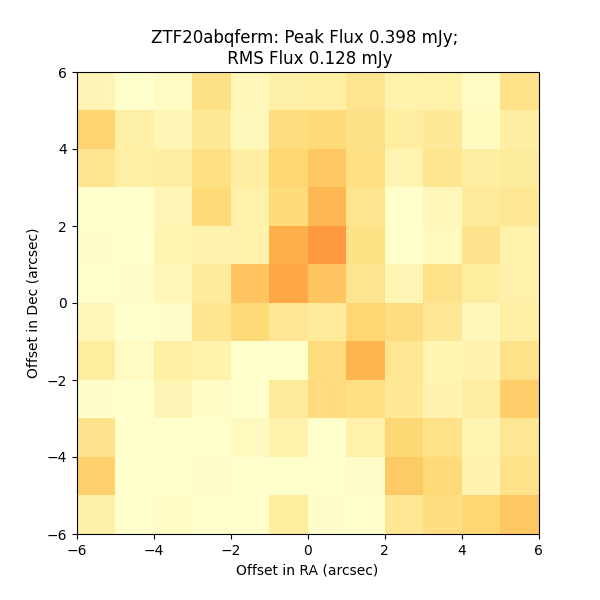 ZTF20abqferm: Peak Flux 0.398 mJy;
RMS Flux 0.128 mJy
6
4
2
0
−2
−4
−6
Offset in Dec (arcsec)
−6 −4 −2 0 2 4 6
Offset in RA (arcsec)